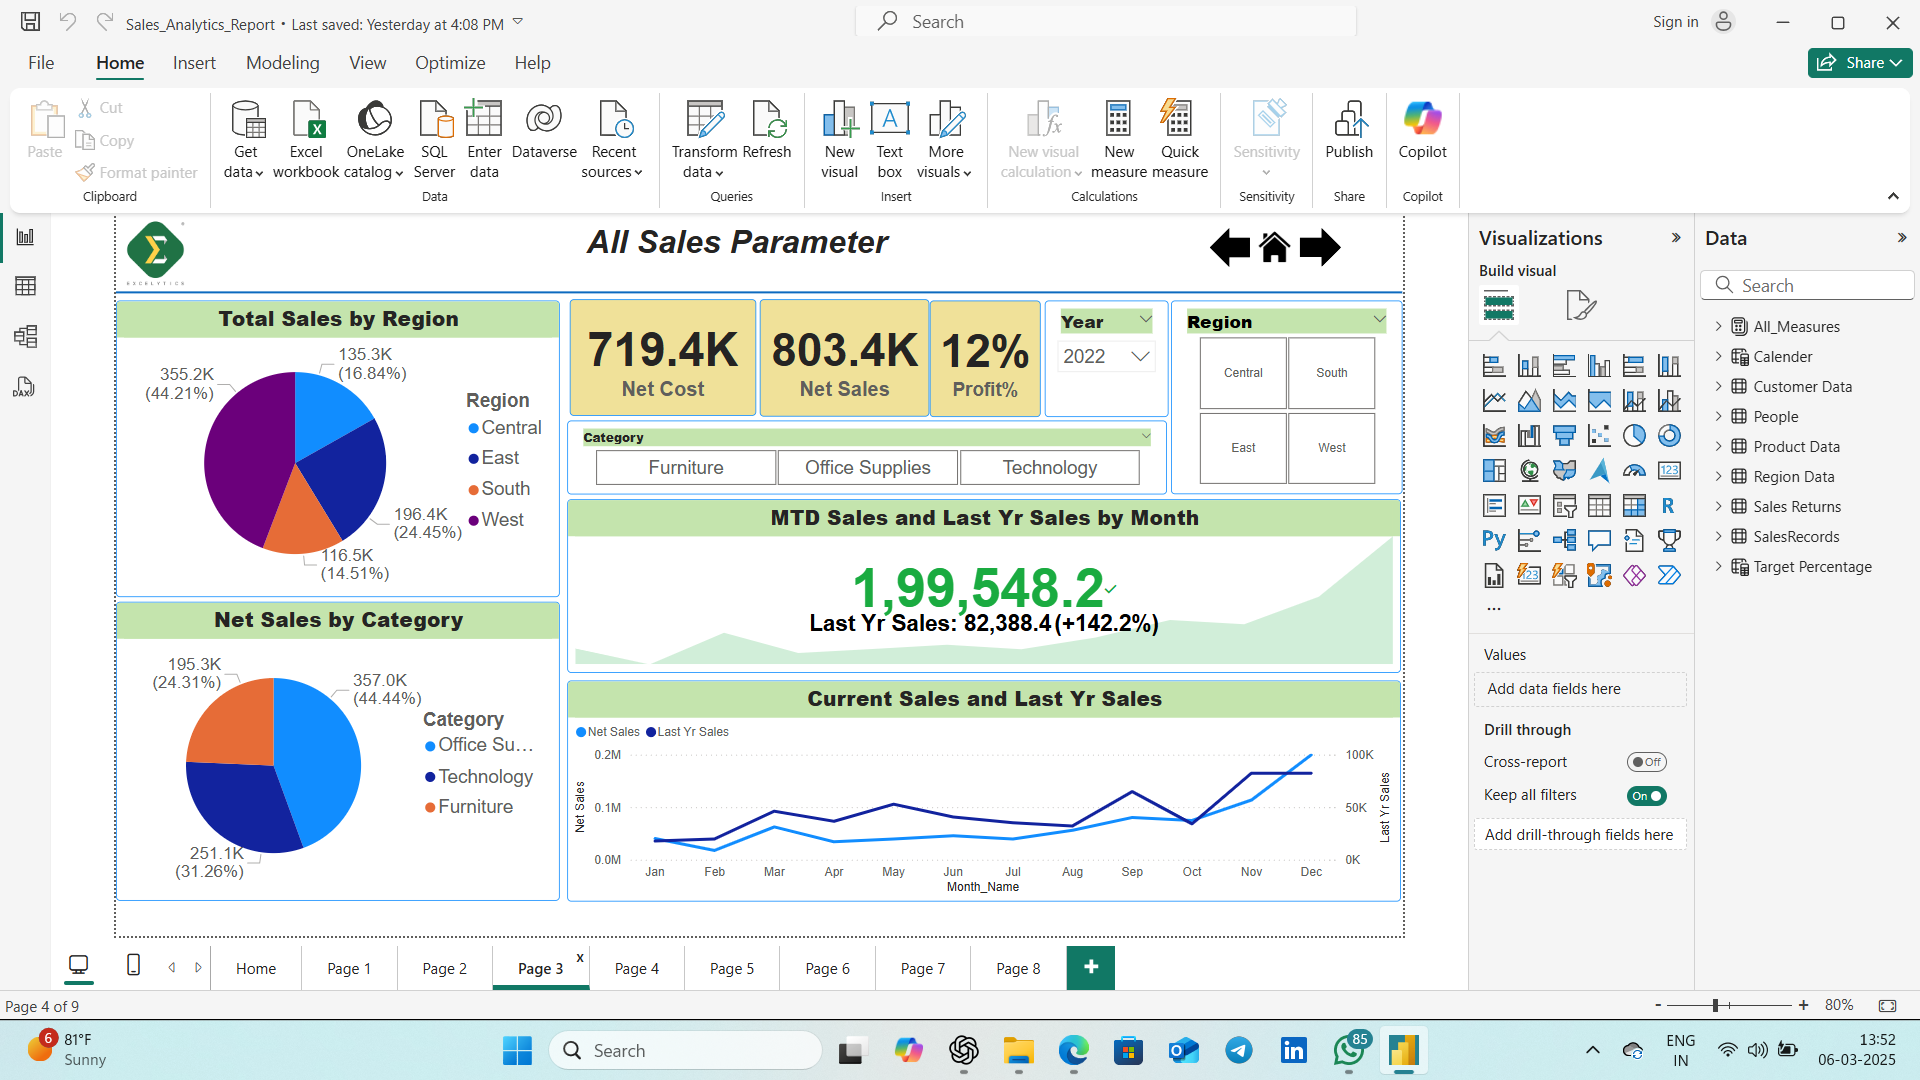 Sales_Analytics_Report • Last saved: Yesterday at 4:08 PM
Search
Sign in
File Home Insert Modeling View Optimize Help
Share
Paste
Cut
Copy
Format painter
Clipboard
Get data
Excel workbook
OneLake catalog
SQL Server
Enter data
Dataverse
Recent sources
Data
Transform data
Refresh
Queries
New visual
Text box
More visuals
Insert
New visual calculation
New measure
Quick measure
Calculations
Sensitivity
Sensitivity
Publish
Share
Copilot
Copilot
EXCELYTICS
All Sales Parameter
Total Sales by Region
135.3K
(16.84%)
355.2K
(44.21%)
196.4K
(24.45%)
116.5K
(14.51%)
Region
Central
East
South
West
719.4K
Net Cost
803.4K
Net Sales
12%
Profit%
Year
2022
Region
Central South
East West
Category
Furniture Office Supplies Technology
MTD Sales and Last Yr Sales by Month
1,99,548.2
Last Yr Sales: 82,388.4 (+142.2%)
Net Sales by Category
195.3K
(24.31%)
357.0K
(44.44%)
251.1K
(31.26%)
Category
Office Su...
Technology
Furniture
Current Sales and Last Yr Sales
Net Sales Last Yr Sales
0.2M
0.1M
0.0M
Net Sales
100K
50K
0K
Last Yr Sales
Jan Feb Mar Apr May Jun Jul Aug Sep Oct Nov Dec
Month_Name
Visualizations
Build visual
123
R
Py
123
...
Values
Add data fields here
Drill through
Cross-report Off
Keep all filters On
Add drill-through fields here
Data
Search
All_Measures
Calender
Customer Data
People
Product Data
Region Data
Sales Returns
SalesRecords
Target Percentage
DAX
Home Page 1 Page 2 Page 3 x Page 4 Page 5 Page 6 Page 7 Page 8 +
Page 4 of 9
- + 80%
6
81°F
Sunny
Search
85
ENG
IN
13:52
06-03-2025